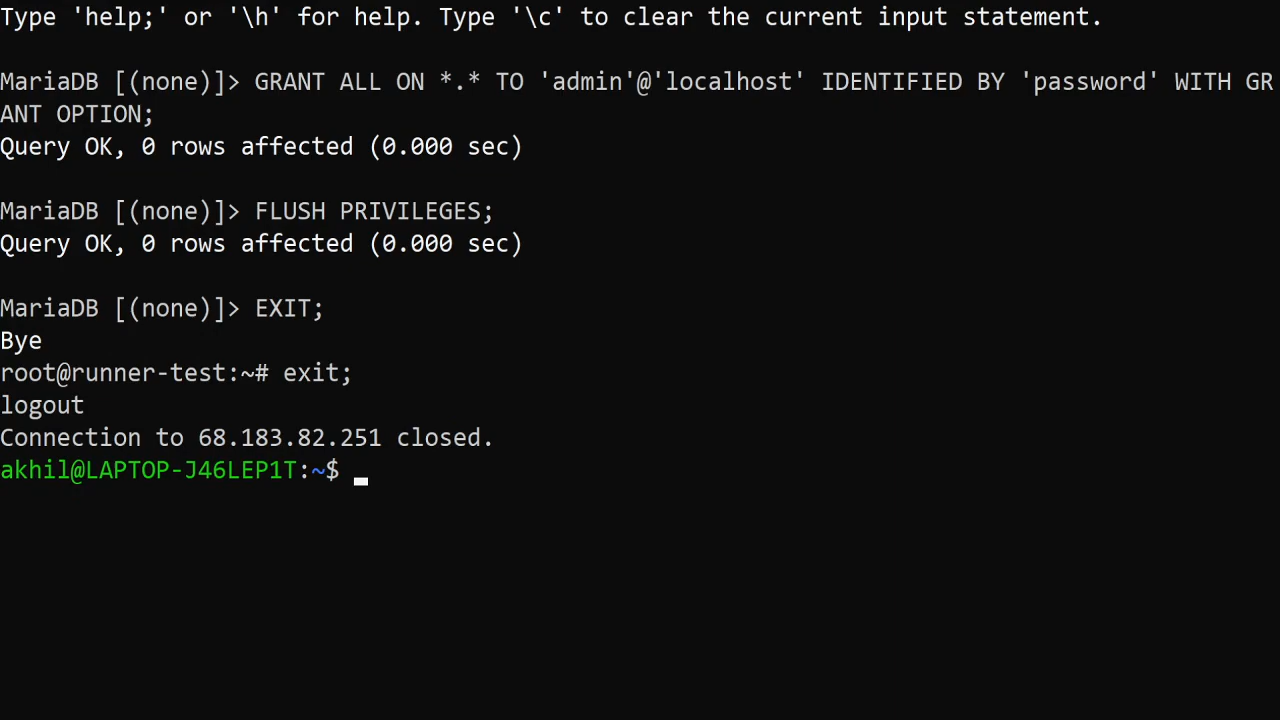 Type 'help;' or '\h' for help. Type '\c' to clear the current input statement.
MariaDB [(none)]> GRANT ALL ON *.* TO 'admin'@'localhost' IDENTIFIED BY 'password' WITH GR
ANT OPTION;
Query OK, 0 rows affected (0.000 sec)
MariaDB [(none)]> FLUSH PRIVILEGES;
Query OK, 0 rows affected (0.000 sec)
MariaDB [(none)]> EXIT;
Bye
root@runner-test:~# exit;
logout
Connection to 68.183.82.251 closed.
akhil@LAPTOP-J46LEP1T:~$